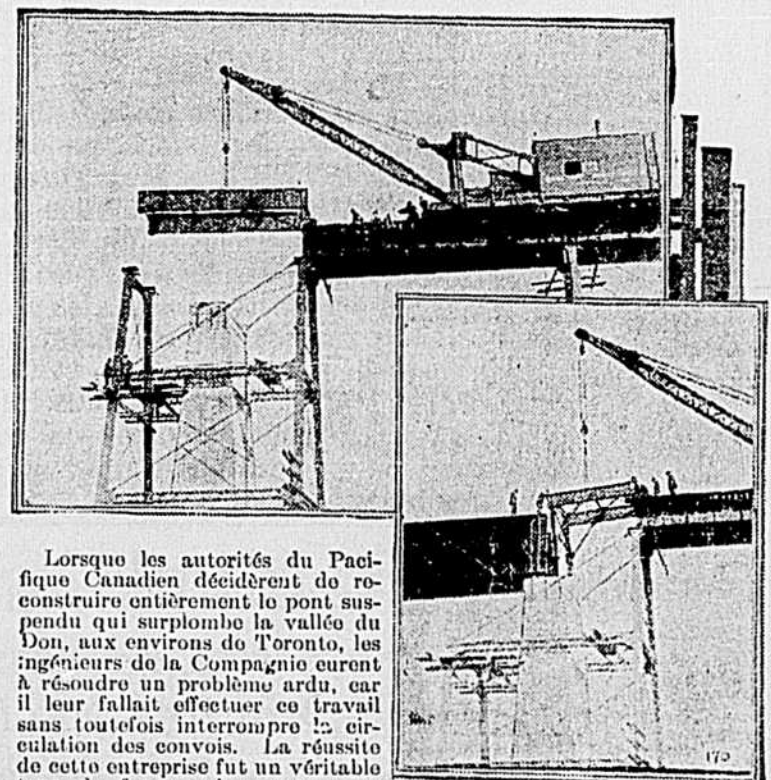 Lorsque les autorités du Paci-
fique Canadien décidèrent de re-
construire entièrement le pont sus-
pendu qui surplombe la vallée du
Don, aux environs de Toronto, les
ingénieurs de la Compagnie eurent
à résoudre un problème ardu, car
il leur fallait effectuer ce travail
sans toutefois interrompre la cir-
culation des convois. La réussite
de cette entreprise fut un véritable
170